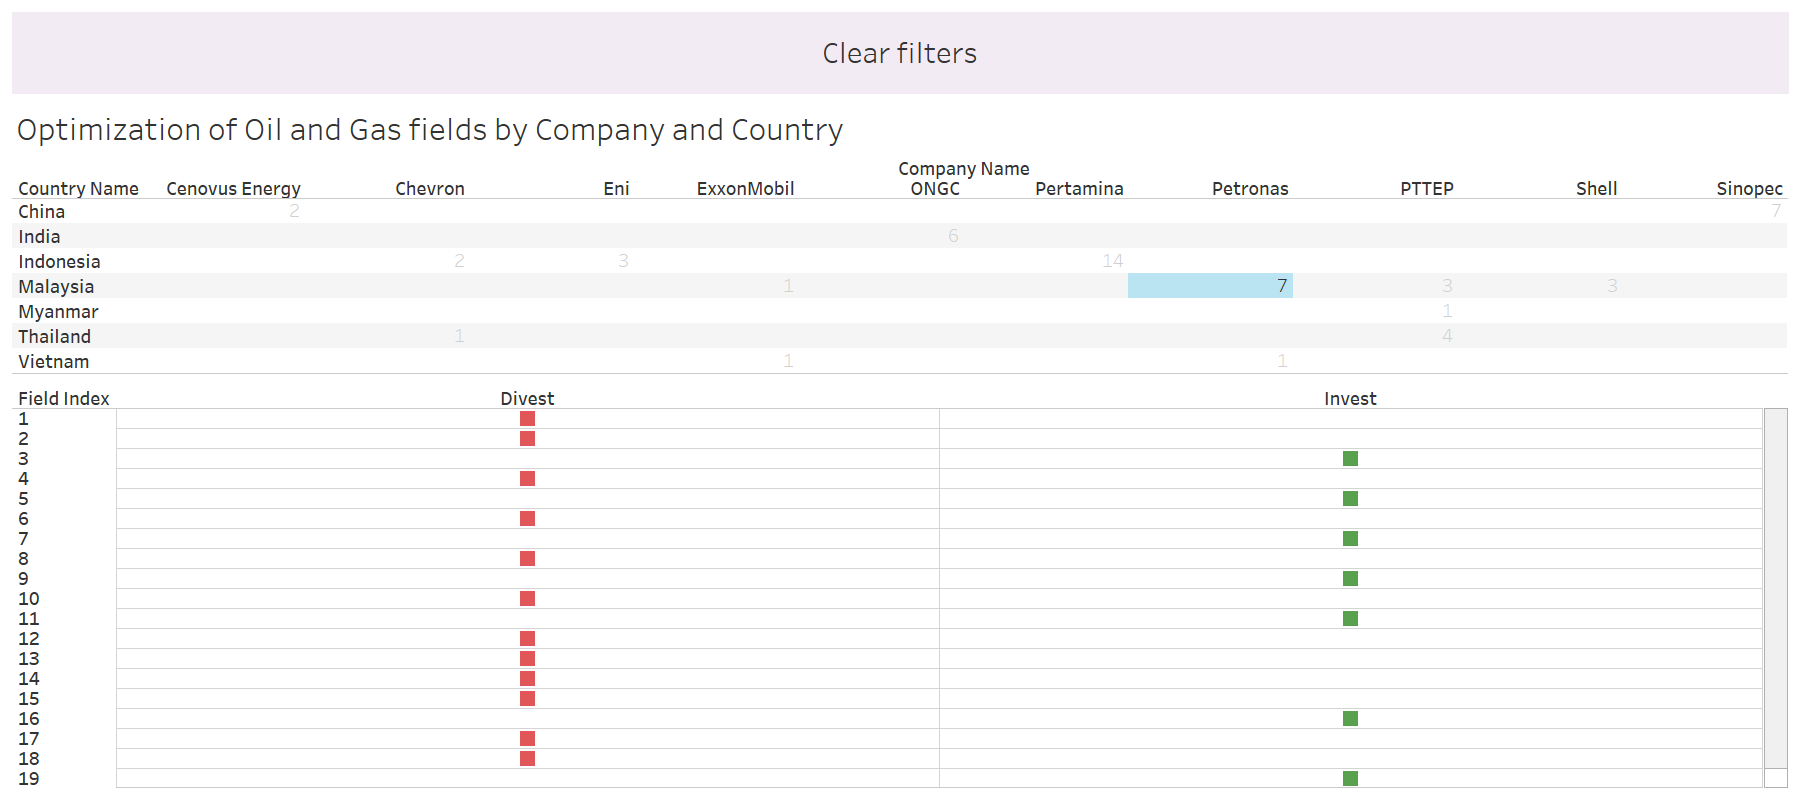 Clear filters
Optimization of Oil and Gas fields by Company and Country
Company Name
Country Name Cenovus Energy Chevron Eni ExxonMobil ONGC Pertamina Petronas PTTEP Shell Sinopec
China 2 7
India 6
Indonesia 2 3 14
Malaysia 1 7 3 3
Myanmar 1
Thailand 1 4
Vietnam 1 1
Field Index Divest Invest
1
2
3
4
5
6
7
8
9
10
11
12
13
14
15
16
17
18
19